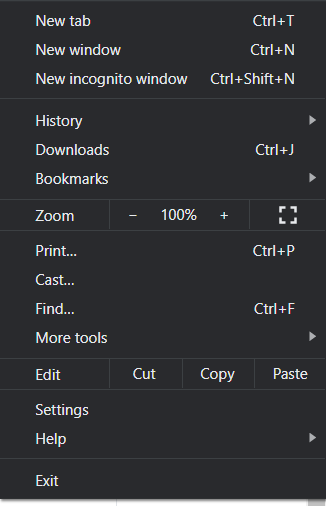 New tab Ctrl+T
New window Ctrl+N
New incognito window Ctrl+Shift+N
History
Downloads Ctrl+J
Bookmarks
Zoom − 100% +
Print... Ctrl+P
Cast...
Find... Ctrl+F
More tools
Edit Cut Copy Paste
Settings
Help
Exit